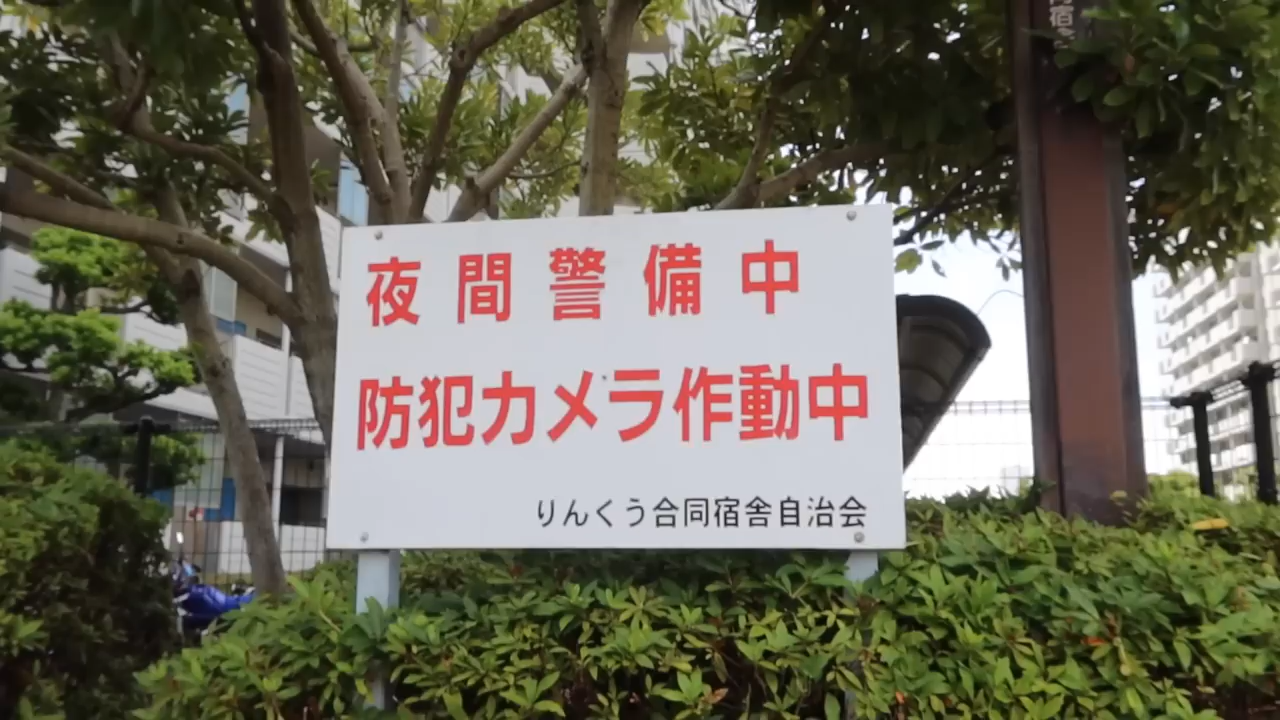 夜間警備中
防犯カメラ作動中
りんくう合同宿舎自治会